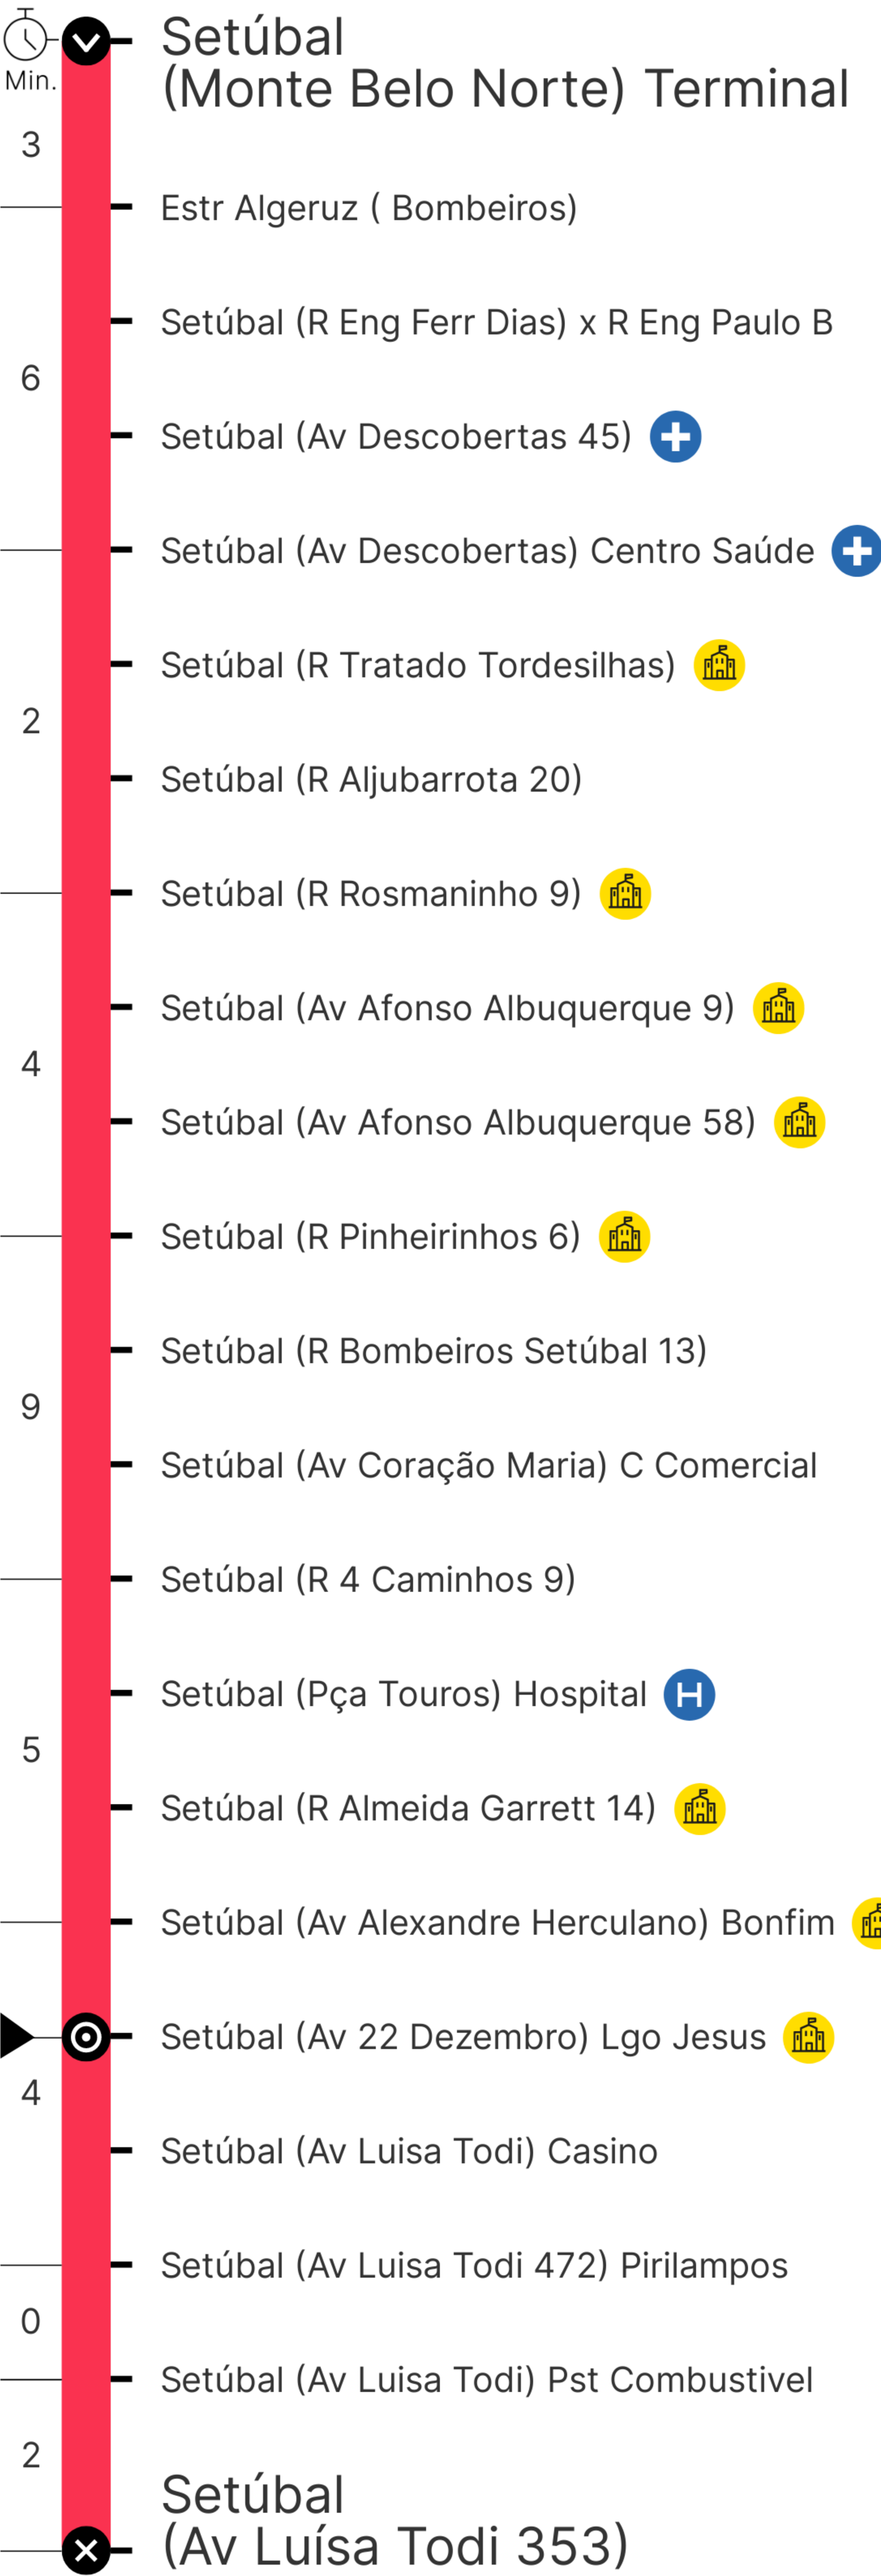 Setúbal
(Monte Belo Norte) Terminal
Min.
3
Estr Algeruz ( Bombeiros)
Setúbal (R Eng Ferr Dias) x R Eng Paulo B
6
Setúbal (Av Descobertas 45)
Setúbal (Av Descobertas) Centro Saúde
Setúbal (R Tratado Tordesilhas)
2
Setúbal (R Aljubarrota 20)
Setúbal (R Rosmaninho 9)
Setúbal (Av Afonso Albuquerque 9)
4
Setúbal (Av Afonso Albuquerque 58)
Setúbal (R Pinheirinhos 6)
Setúbal (R Bombeiros Setúbal 13)
9
Setúbal (Av Coração Maria) C Comercial
Setúbal (R 4 Caminhos 9)
Setúbal (Pça Touros) Hospital H
5
Setúbal (R Almeida Garrett 14)
Setúbal (Av Alexandre Herculano) Bonfim
Setúbal (Av 22 Dezembro) Lgo Jesus
4
Setúbal (Av Luisa Todi) Casino
Setúbal (Av Luisa Todi 472) Pirilampos
0
Setúbal (Av Luisa Todi) Pst Combustivel
2
Setúbal
(Av Luísa Todi 353)